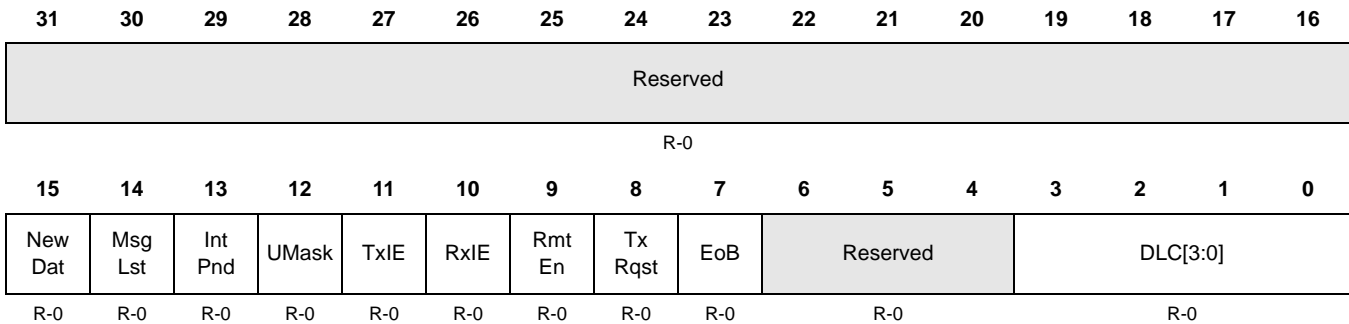 31 30 29 28 27 26 25 24 23 22 21 20 19 18 17 16
Reserved
R-0
15 14 13 12 11 10 9 8 7 6 5 4 3 2 1 0
New Dat Msg Lst Int Pnd UMask TxIE RxIE Rmt En Tx Rqst EoB Reserved DLC[3:0]
R-0 R-0 R-0 R-0 R-0 R-0 R-0 R-0 R-0 R-0 R-0